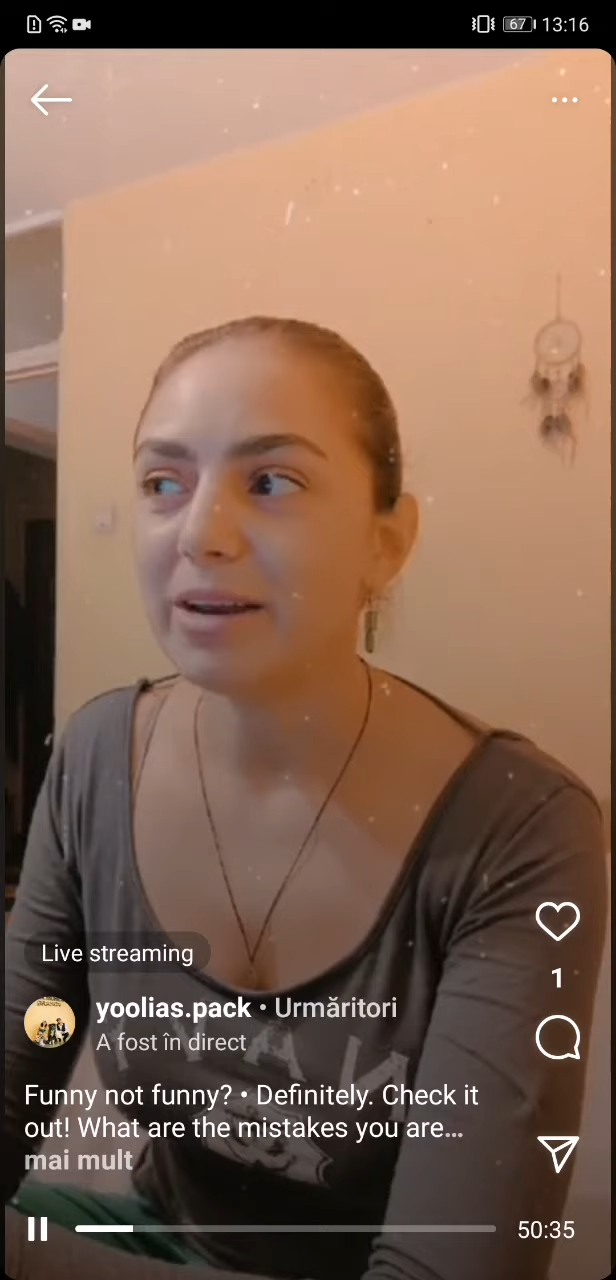 67 13:16
Live streaming
yoolias.pack • Urmăritori
A fost în direct
1
Funny not funny? • Definitely. Check it
out! What are the mistakes you are...
mai mult
50:35